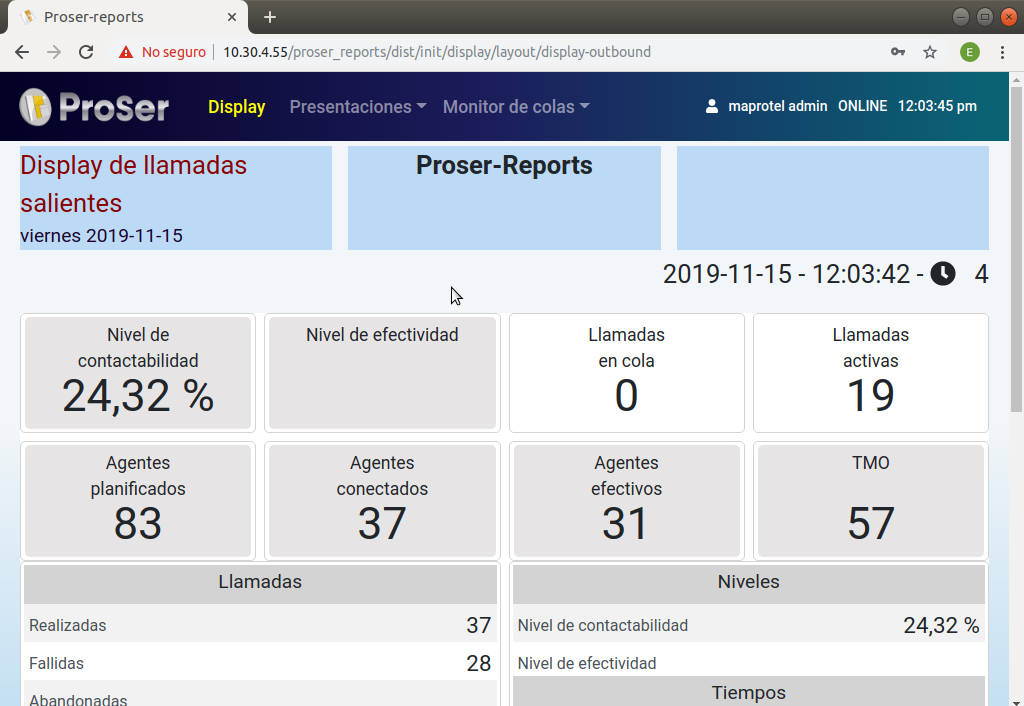 Proser-reports
No seguro | 10.30.4.55/proser_reports/dist/init/display/layout/display-outbound
E
ProSer
Display
Presentaciones
Monitor de colas
maprotel admin ONLINE 12:03:45 pm
Display de llamadas
salientes
viernes 2019-11-15
Proser-Reports
2019-11-15 - 12:03:42 - 4
Nivel de
contactabilidad
24,32 %
Nivel de efectividad
Llamadas
en cola
0
Llamadas
activas
19
Agentes
planificados
83
Agentes
conectados
37
Agentes
efectivos
31
TMO
57
Llamadas
Realizadas 37
Fallidas 28
Abandonadas
Niveles
Nivel de contactabilidad 24,32 %
Nivel de efectividad
Tiempos